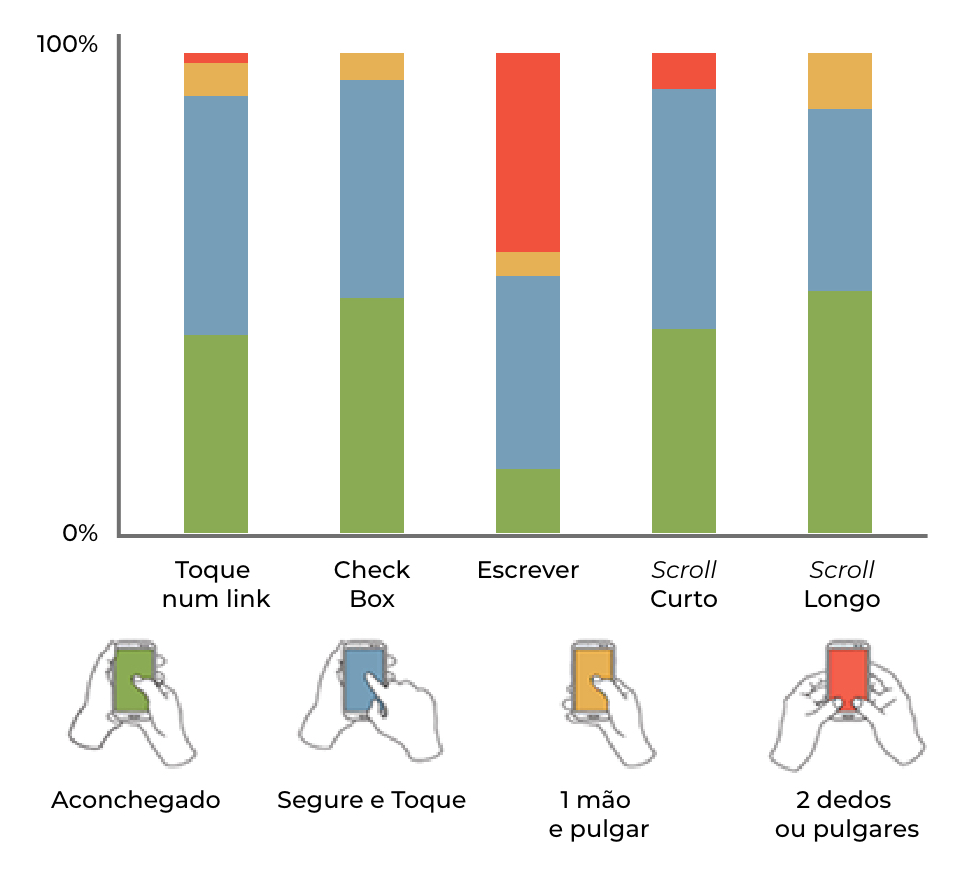 100%
0%
Toque
num link
Check
Box
Escrever
Scroll
Curto
Scroll
Longo
Aconchegado
Segure e Toque
1 mão
e pulgar
2 dedos
ou pulgares